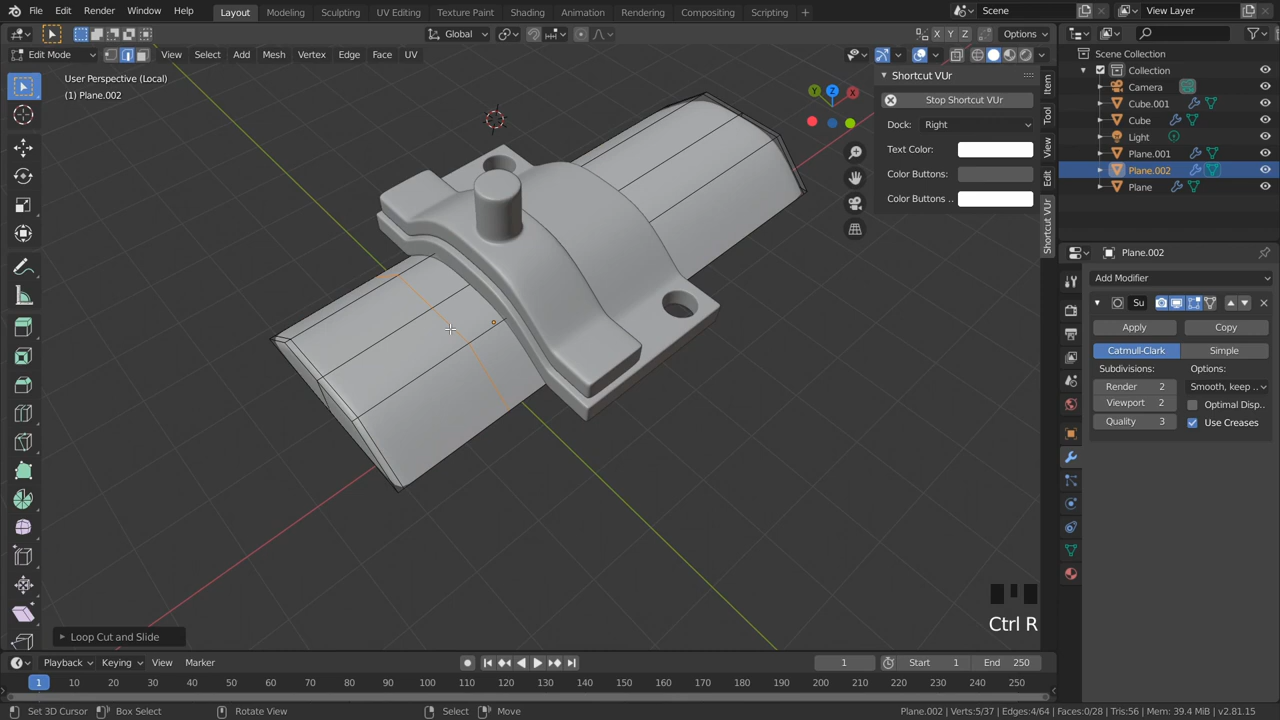 File Edit Render Window Help Layout Modeling Sculpting UV Editing Texture Paint Shading Animation Rendering Compositing Scripting + Scene View Layer
Global X Y Z Options
Edit Mode View Select Add Mesh Vertex Edge Face UV
User Perspective (Local)
(1) Plane.002
Y Z X
Shortcut VUr
Stop Shortcut VUr
Dock: Right
Text Color:
Color Buttons:
Color Buttons ..
Item
Tool
View
Edit
Shortcut VUr
Scene Collection
Collection
Camera
Cube.001
Cube
Light
Plane.001
Plane.002
Plane
Plane.002
Add Modifier
Su
Apply Copy
Catmull-Clark Simple
Subdivisions: Options:
Render 2 Smooth, keep ..
Viewport 2 Optimal Disp..
Quality 3 Use Creases
Ctrl R
Loop Cut and Slide
Playback Keying View Marker 1 Start 1 End 250
1 10 20 30 40 50 60 70 80 90 100 110 120 130 140 150 160 170 180 190 200 210 220 230 240 250
Set 3D Cursor Box Select Rotate View Select Move Plane.002 | Verts:5/37 | Edges:4/64 | Faces:0/28 | Tris:56 | Mem: 39.4 MiB | v2.81.15